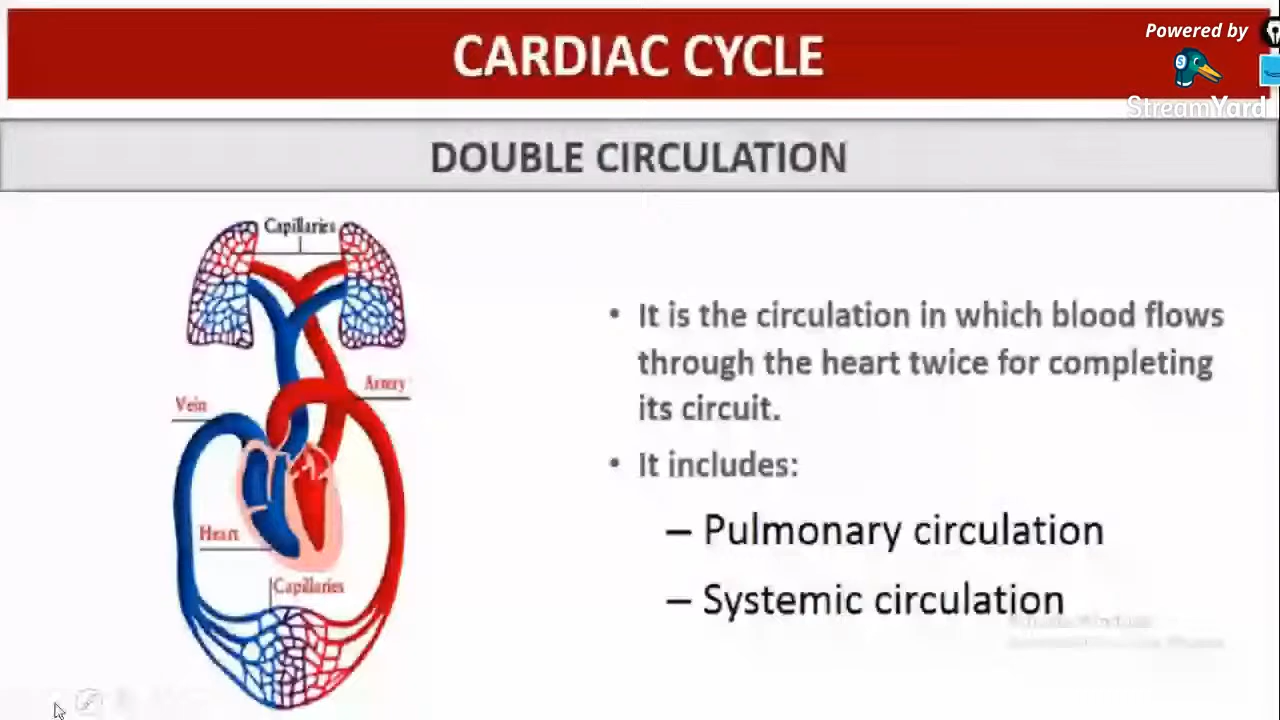 CARDIAC CYCLE
Powered by
StreamYard
DOUBLE CIRCULATION
Capillaries
Artery
Vein
Heart
Capillaries
• It is the circulation in which blood flows
through the heart twice for completing
its circuit.
• It includes:
– Pulmonary circulation
– Systemic circulation